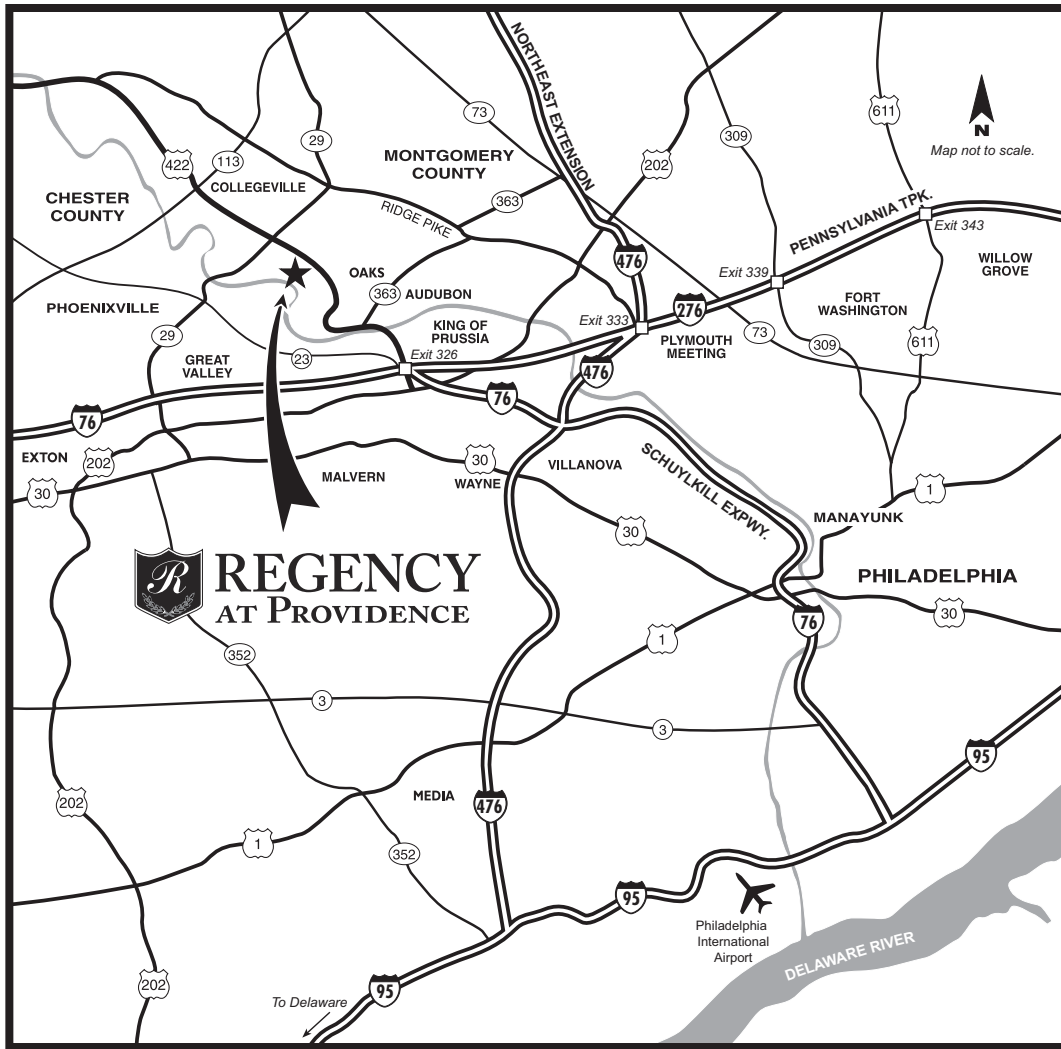 NORTHEAST EXTENSION
73
309
611
N
Map not to scale.
29
202
422
113
COLLEGEVILLE
MONTGOMERY
COUNTY
CHESTER
COUNTY
363
RIDGE PIKE
PENNSYLVANIA TPK.
Exit 343
476
WILLOW
GROVE
OAKS
Exit 339
363
AUDUBON
276
FORT
WASHINGTON
PHOENIXVILLE
KING OF
PRUSSIA
Exit 333
PLYMOUTH
MEETING
73
309
611
29
GREAT
VALLEY
23
Exit 326
476
76
76
EXTON
202
30
MALVERN
30
WAYNE
VILLANOVA
SCHUYLKILL EXPWY.
30
1
MANAYUNK
R
REGENCY
AT PROVIDENCE
PHILADELPHIA
30
76
1
352
3
3
95
MEDIA
202
476
1
352
95
Philadelphia
International
Airport
DELAWARE RIVER
202
To Delaware
95